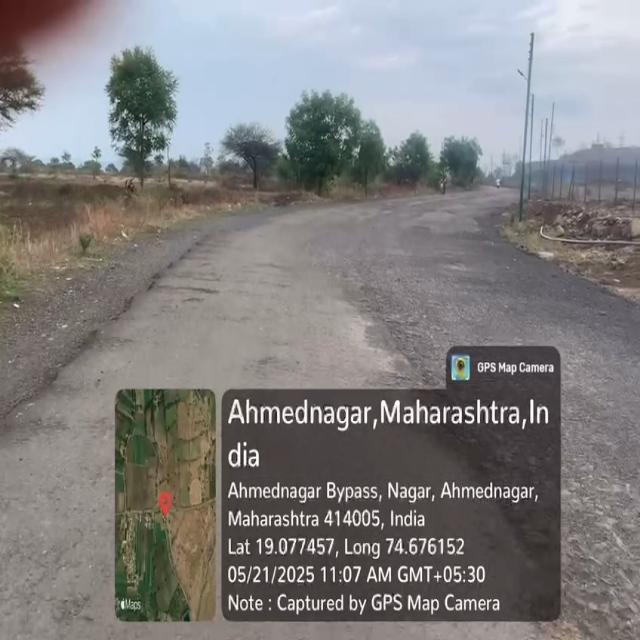 GPS Map Camera
Ahmednagar,Maharashtra,In
dia
Ahmednagar Bypass, Nagar, Ahmednagar,
Maharashtra 414005, India
Lat 19.077457, Long 74.676152
05/21/2025 11:07 AM GMT+05:30
Note : Captured by GPS Map Camera
Maps